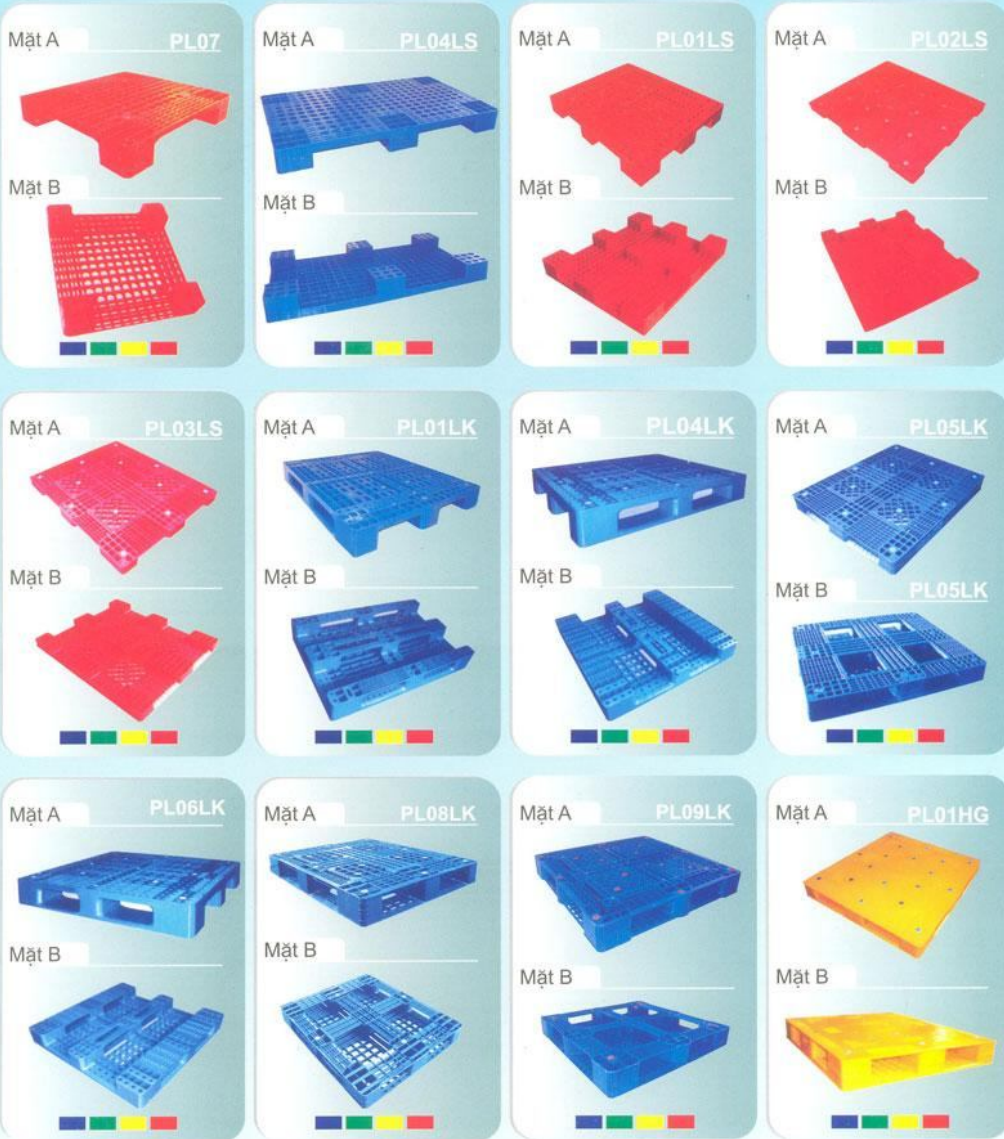 Mặt A PL07
Mặt B
Mặt A PL04LS
Mặt B
Mặt A PL01LS
Mặt B
Mặt A PL02LS
Mặt B
Mặt A PL03LS
Mặt B
Mặt A PL01LK
Mặt B
Mặt A PL04LK
Mặt B
Mặt A PL05LK
Mặt B PL05LK
Mặt A PL06LK
Mặt B
Mặt A PL08LK
Mặt B
Mặt A PL09LK
Mặt B
Mặt A PL01HG
Mặt B